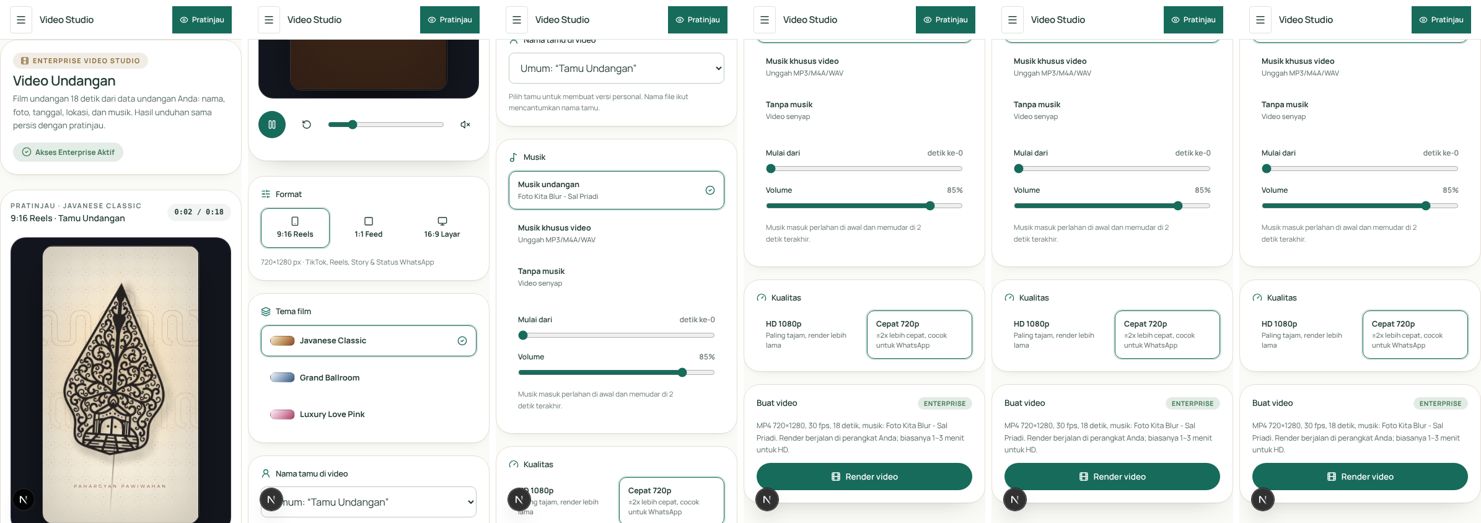 Video Studio
Pratinjau
ENTERPRISE VIDEO STUDIO
Video Undangan
Film undangan 18 detik dari data undangan Anda: nama,
foto, tanggal, lokasi, dan musik. Hasil unduhan sama
persis dengan pratinjau.
Akses Enterprise Aktif
PRATINJAU · JAVANESE CLASSIC
9:16 Reels · Tamu Undangan
0:02 / 0:18
PAHARGYAN PAWIWAHAN
N
Video Studio
Pratinjau
Format
9:16 Reels
1:1 Feed
16:9 Layar
720×1280 px · TikTok, Reels, Story & Status WhatsApp
Tema film
Javanese Classic
Grand Ballroom
Luxury Love Pink
Nama tamu di video
mum: “Tamu Undangan”
N
Video Studio
Pratinjau
Nama tamu di video
Umum: “Tamu Undangan”
Pilih tamu untuk membuat versi personal. Nama file ikut
mencantumkan nama tamu.
Musik
Musik undangan
Foto Kita Blur - Sal Priadi
Musik khusus video
Unggah MP3/M4A/WAV
Tanpa musik
Video senyap
Mulai dari
detik ke-0
Volume
85%
Musik masuk perlahan di awal dan memudar di 2
detik terakhir.
Kualitas
1080p
tajam, render lebih
lama
Cepat 720p
±2x lebih cepat, cocok
untuk WhatsApp
N
Video Studio
Pratinjau
Musik khusus video
Unggah MP3/M4A/WAV
Tanpa musik
Video senyap
Mulai dari
detik ke-0
Volume
85%
Musik masuk perlahan di awal dan memudar di 2
detik terakhir.
Kualitas
HD 1080p
Paling tajam, render lebih
lama
Cepat 720p
±2x lebih cepat, cocok
untuk WhatsApp
Buat video
ENTERPRISE
MP4 720×1280, 30 fps, 18 detik, musik: Foto Kita Blur - Sal
Priadi. Render berjalan di perangkat Anda; biasanya 1–3 menit
untuk HD.
Render video
N
Video Studio
Pratinjau
Musik khusus video
Unggah MP3/M4A/WAV
Tanpa musik
Video senyap
Mulai dari
detik ke-0
Volume
85%
Musik masuk perlahan di awal dan memudar di 2
detik terakhir.
Kualitas
HD 1080p
Paling tajam, render lebih
lama
Cepat 720p
±2x lebih cepat, cocok
untuk WhatsApp
Buat video
ENTERPRISE
MP4 720×1280, 30 fps, 18 detik, musik: Foto Kita Blur - Sal
Priadi. Render berjalan di perangkat Anda; biasanya 1–3 menit
untuk HD.
Render video
N
Video Studio
Pratinjau
Musik khusus video
Unggah MP3/M4A/WAV
Tanpa musik
Video senyap
Mulai dari
detik ke-0
Volume
85%
Musik masuk perlahan di awal dan memudar di 2
detik terakhir.
Kualitas
HD 1080p
Paling tajam, render lebih
lama
Cepat 720p
±2x lebih cepat, cocok
untuk WhatsApp
Buat video
ENTERPRISE
MP4 720×1280, 30 fps, 18 detik, musik: Foto Kita Blur - Sal
Priadi. Render berjalan di perangkat Anda; biasanya 1–3 menit
untuk HD.
Render video
N